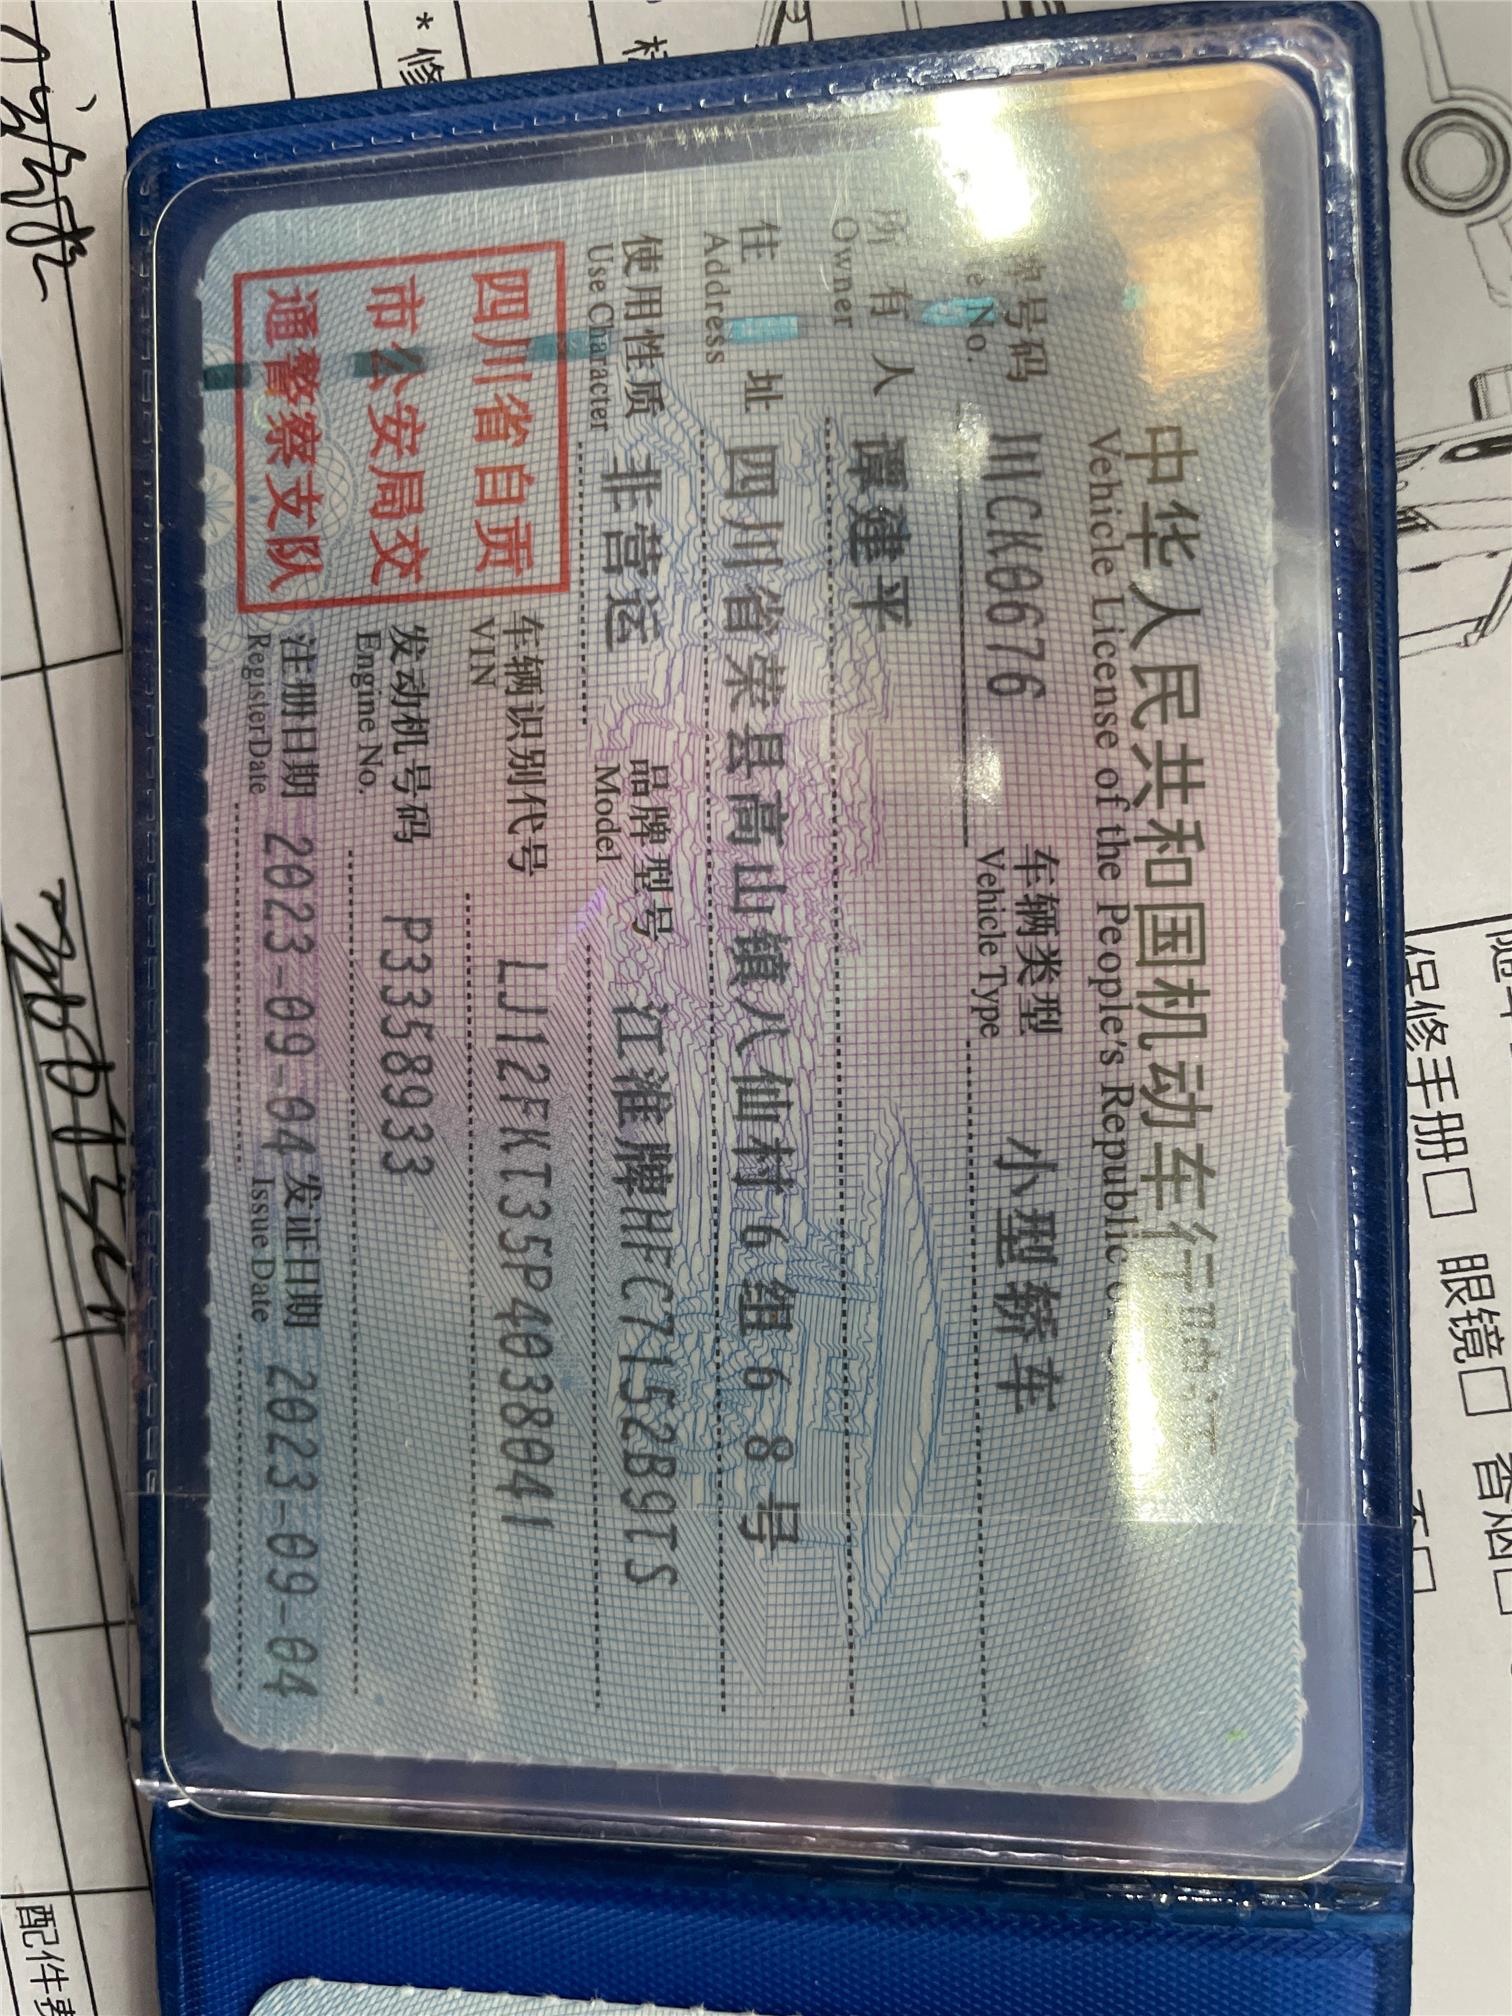 中华人民共和国机动车行
Vehicle License of the People's Republic
号码 川CK0676 车辆类型 小型轿车
No. Vehicle Type
所有人 谭建平
Owner
住址 四川省荣县高山镇八仙村6组68号
Address
使用性质 非营运 品牌型号 江淮牌HFC7152B9TS
Use Character Model
四川省自贡
市公安局交
通警察支队
车辆识别代号 LJ12FKT35P4038041
VIN
发动机号码 P3358933
Engine No.
注册日期 2023-09-04 发证日期 2023-09-04
Register Date Issue Date
保修手册□ 眼镜□ 香烟□
*修
配件